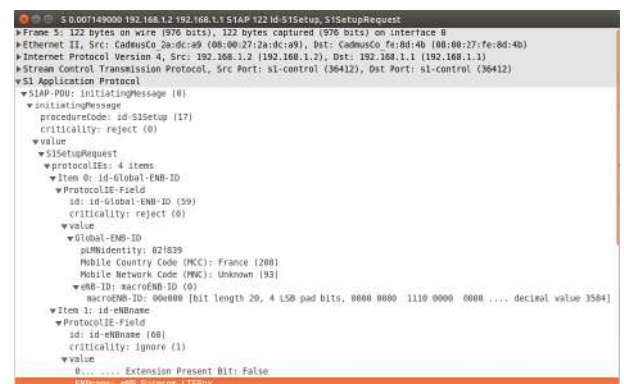 5 0.007149000 192.168.1.2 192.168.1.1 S1AP 122 id-S1Setup, S1SetupRequest
Frame 5: 122 bytes on wire (976 bits), 122 bytes captured (976 bits) on interface 0
Ethernet II, Src: CadmusCo_2a:dc:a9 (08:00:27:2a:dc:a9), Dst: CadmusCo_fe:8d:4b (08:00:27:fe:8d:4b)
Internet Protocol Version 4, Src: 192.168.1.2 (192.168.1.2), Dst: 192.168.1.1 (192.168.1.1)
Stream Control Transmission Protocol, Src Port: s1-control (36412), Dst Port: s1-control (36412)
S1 Application Protocol
S1AP-PDU: initiatingMessage (0)
initiatingMessage
procedureCode: id-S1Setup (17)
criticality: reject (0)
value
S1SetupRequest
protocolIEs: 4 items
Item 0: id-Global-ENB-ID
ProtocolIE-Field
id: id-Global-ENB-ID (59)
criticality: reject (0)
value
Global-ENB-ID
pLMNidentity: 02f839
Mobile Country Code (MCC): France (208)
Mobile Network Code (MNC): Unknown (93)
eNB-ID: macroENB-ID (0)
macroENB-ID: 00e000 [bit length 20, 4 LSB pad bits, 0000 0000 1110 0000 0000 .... decimal value 3584]
Item 1: id-eNBname
ProtocolIE-Field
id: id-eNBname (60)
criticality: ignore (1)
value
0... .... Extension Present Bit: False
ENBname: eNB Eurecom LTEBox